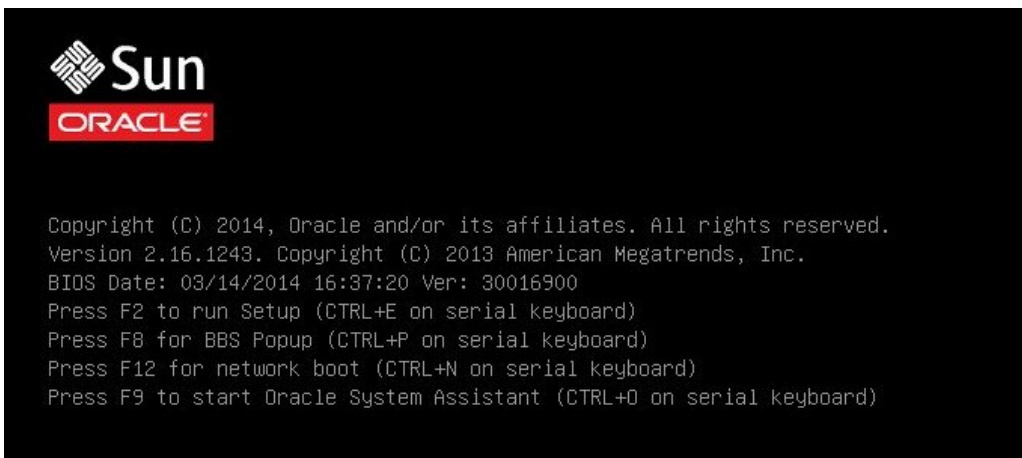 Sun
ORACLE
Copyright (C) 2014, Oracle and/or its affiliates. All rights reserved.
Version 2.16.1243. Copyright (C) 2013 American Megatrends, Inc.
BIOS Date: 03/14/2014 16:37:20 Ver: 30016900
Press F2 to run Setup (CTRL+E on serial keyboard)
Press F8 for BBS Popup (CTRL+P on serial keyboard)
Press F12 for network boot (CTRL+N on serial keyboard)
Press F9 to start Oracle System Assistant (CTRL+O on serial keyboard)